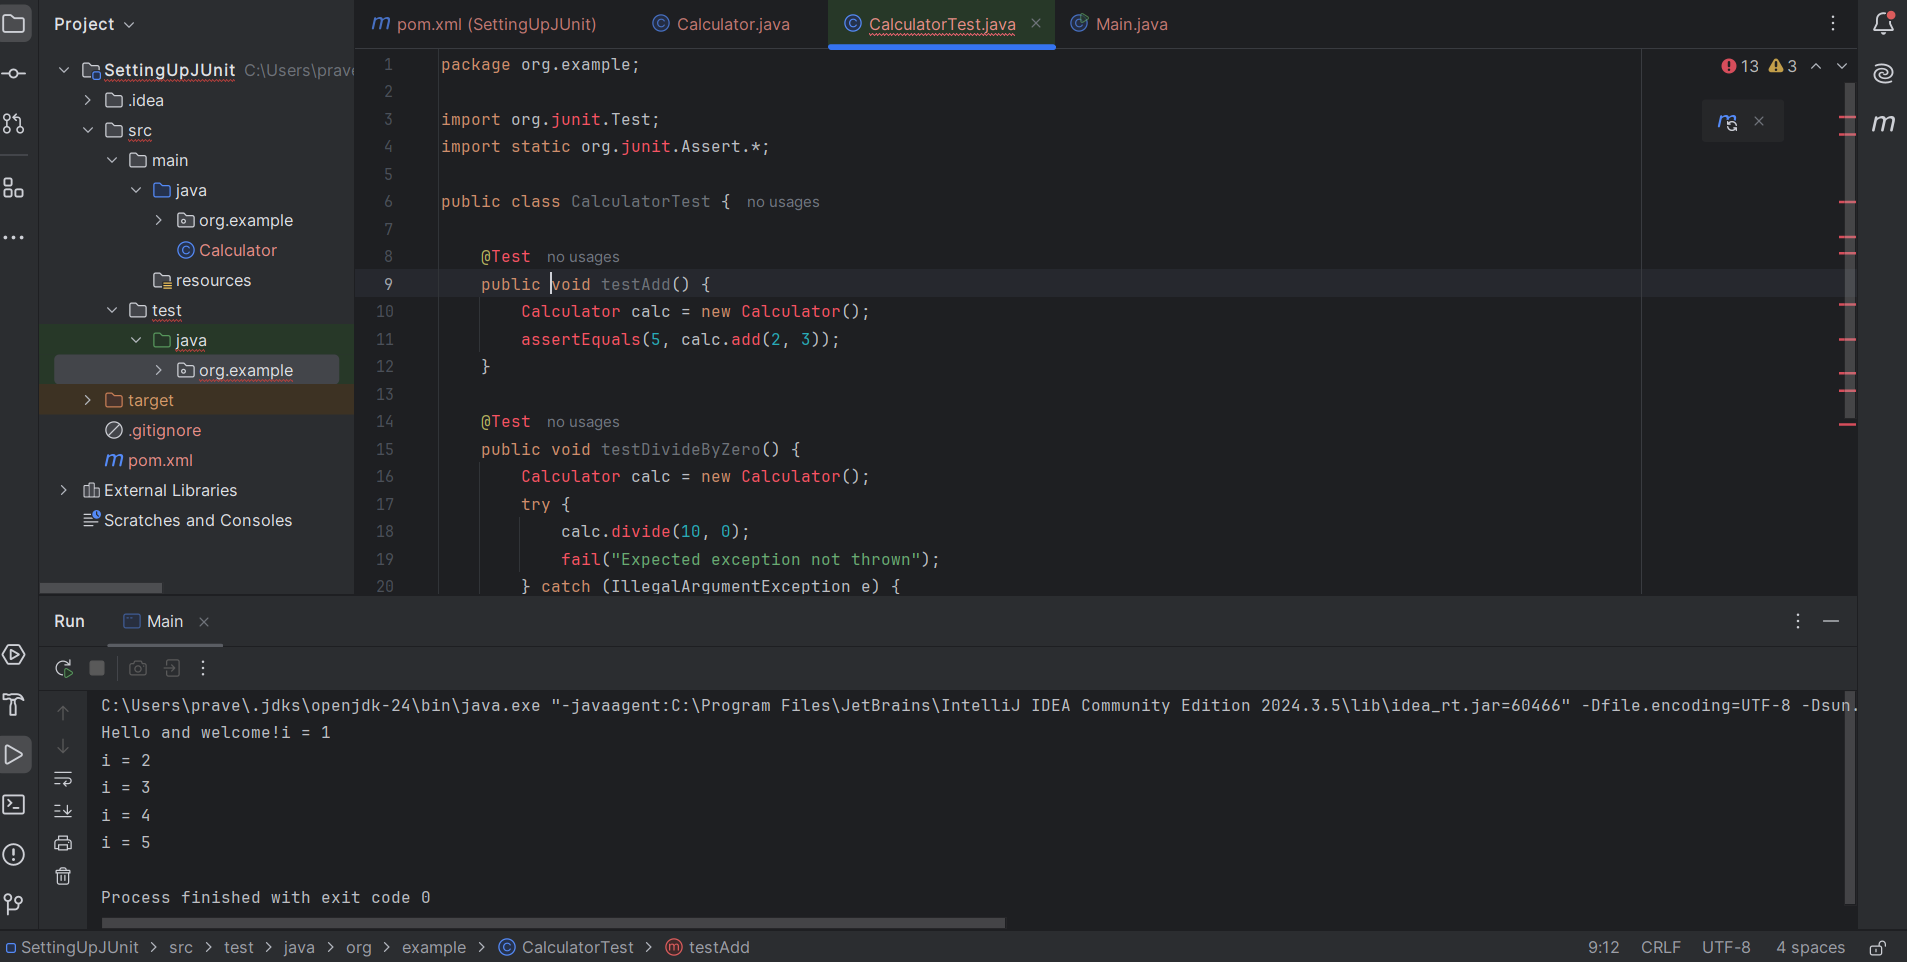 Project
pom.xml (SettingUpJUnit)
Calculator.java
CalculatorTest.java
Main.java
SettingUpJUnit C:\Users\prave
.idea
src
main
java
org.example
Calculator
resources
test
java
org.example
target
.gitignore
pom.xml
External Libraries
Scratches and Consoles
13 3
1 package org.example;
2
3 import org.junit.Test;
4 import static org.junit.Assert.*;
5
6 public class CalculatorTest { no usages
7
8 @Test no usages
9 public void testAdd() {
10 Calculator calc = new Calculator();
11 assertEquals(5, calc.add(2, 3));
12 }
13
14 @Test no usages
15 public void testDivideByZero() {
16 Calculator calc = new Calculator();
17 try {
18 calc.divide(10, 0);
19 fail("Expected exception not thrown");
20 } catch (IllegalArgumentException e) {
Run Main
C:\Users\prave\.jdks\openjdk-24\bin\java.exe "-javaagent:C:\Program Files\JetBrains\IntelliJ IDEA Community Edition 2024.3.5\lib\idea_rt.jar=60466" -Dfile.encoding=UTF-8 -Dsun.
Hello and welcome!i = 1
i = 2
i = 3
i = 4
i = 5
Process finished with exit code 0
SettingUpJUnit > src > test > java > org > example > CalculatorTest > testAdd
9:12 CRLF UTF-8 4 spaces